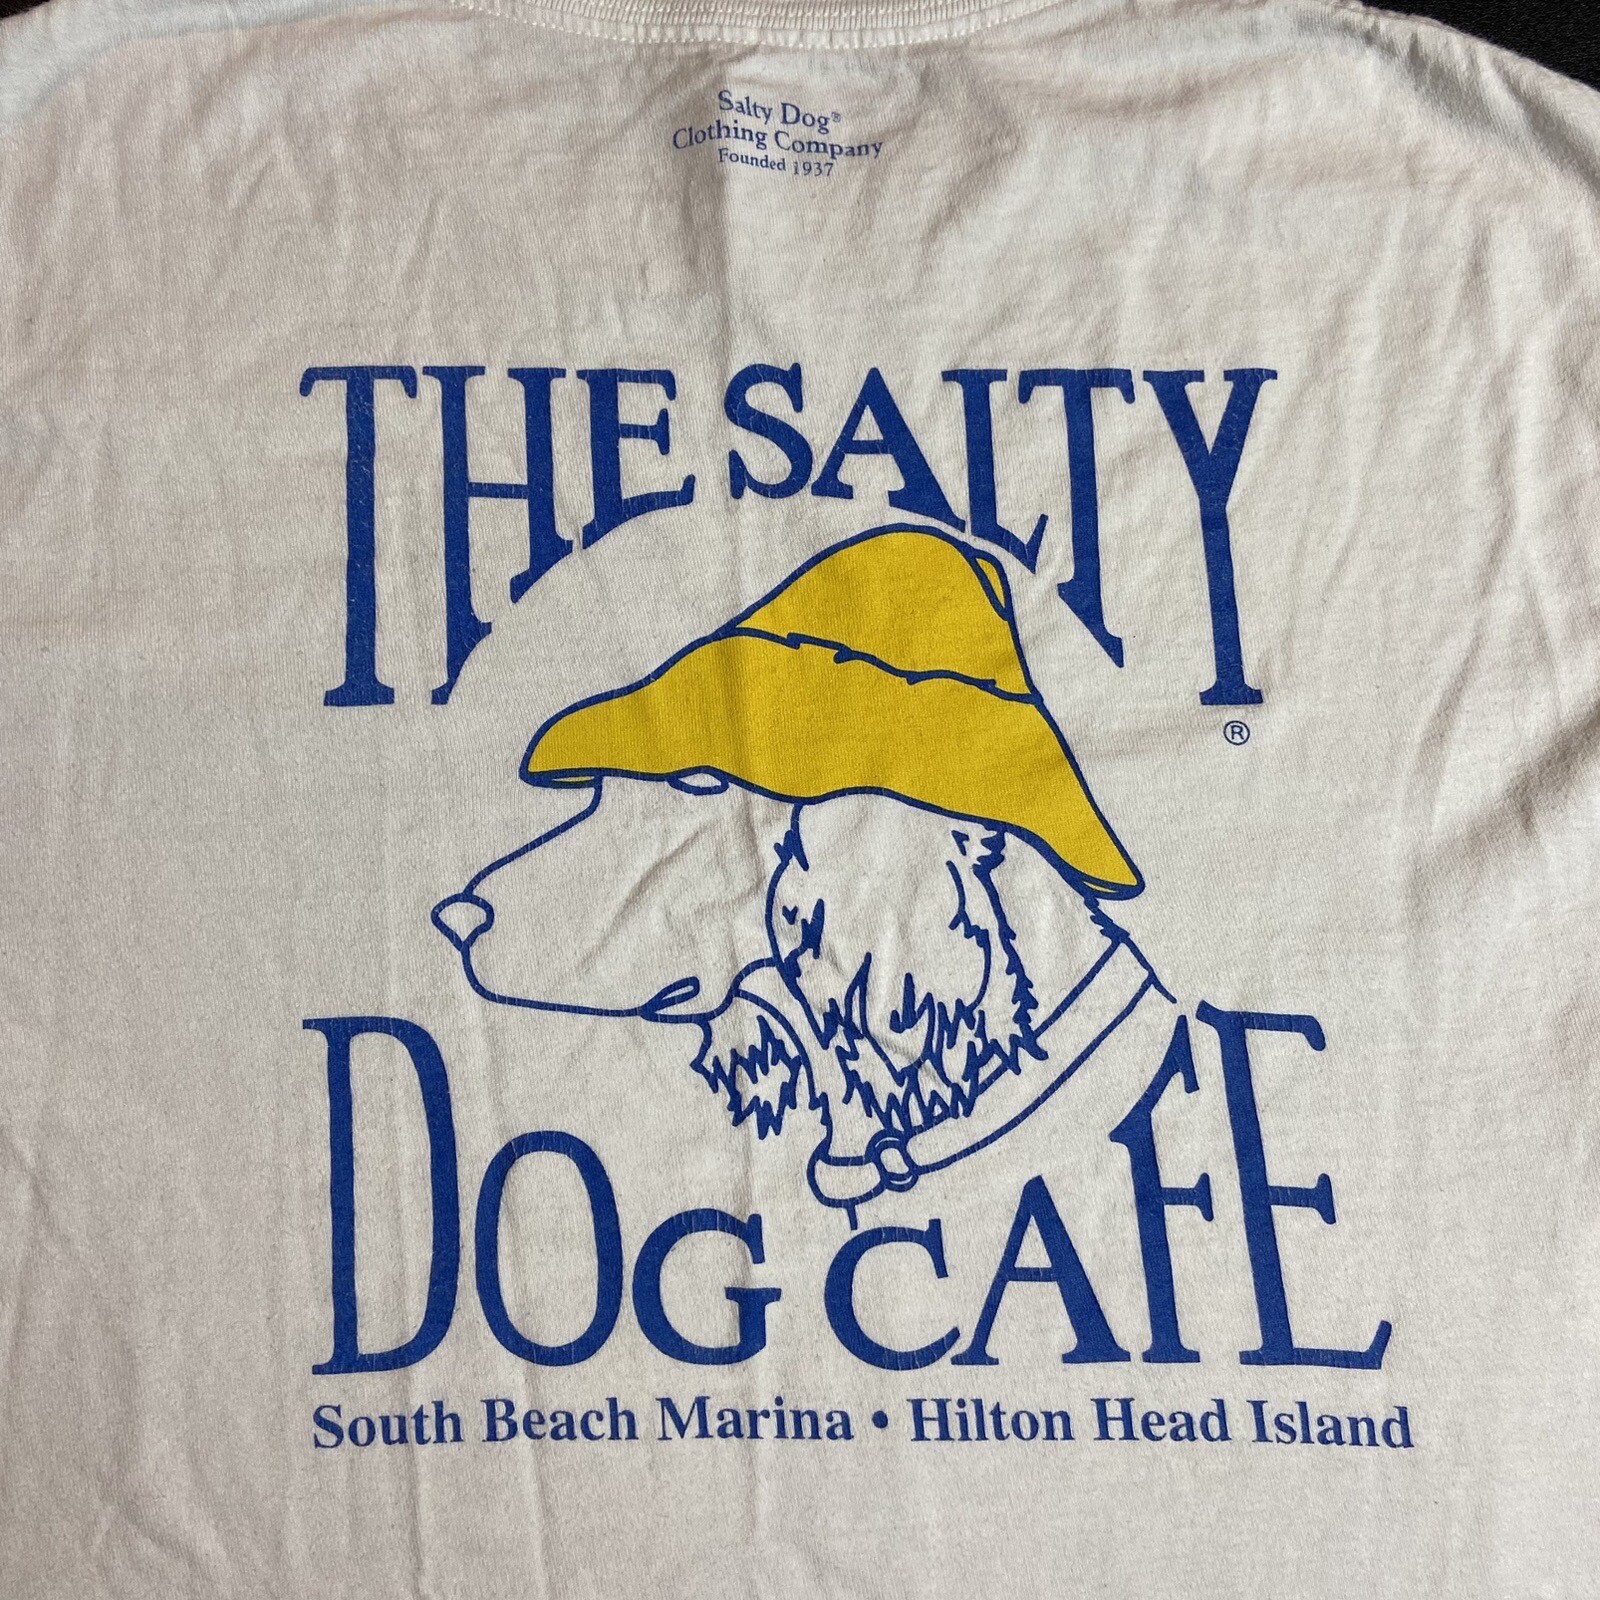 Salty Dog®
Clothing Company
Founded 1937
THE SALTY
®
DOG CAFE
South Beach Marina • Hilton Head Island